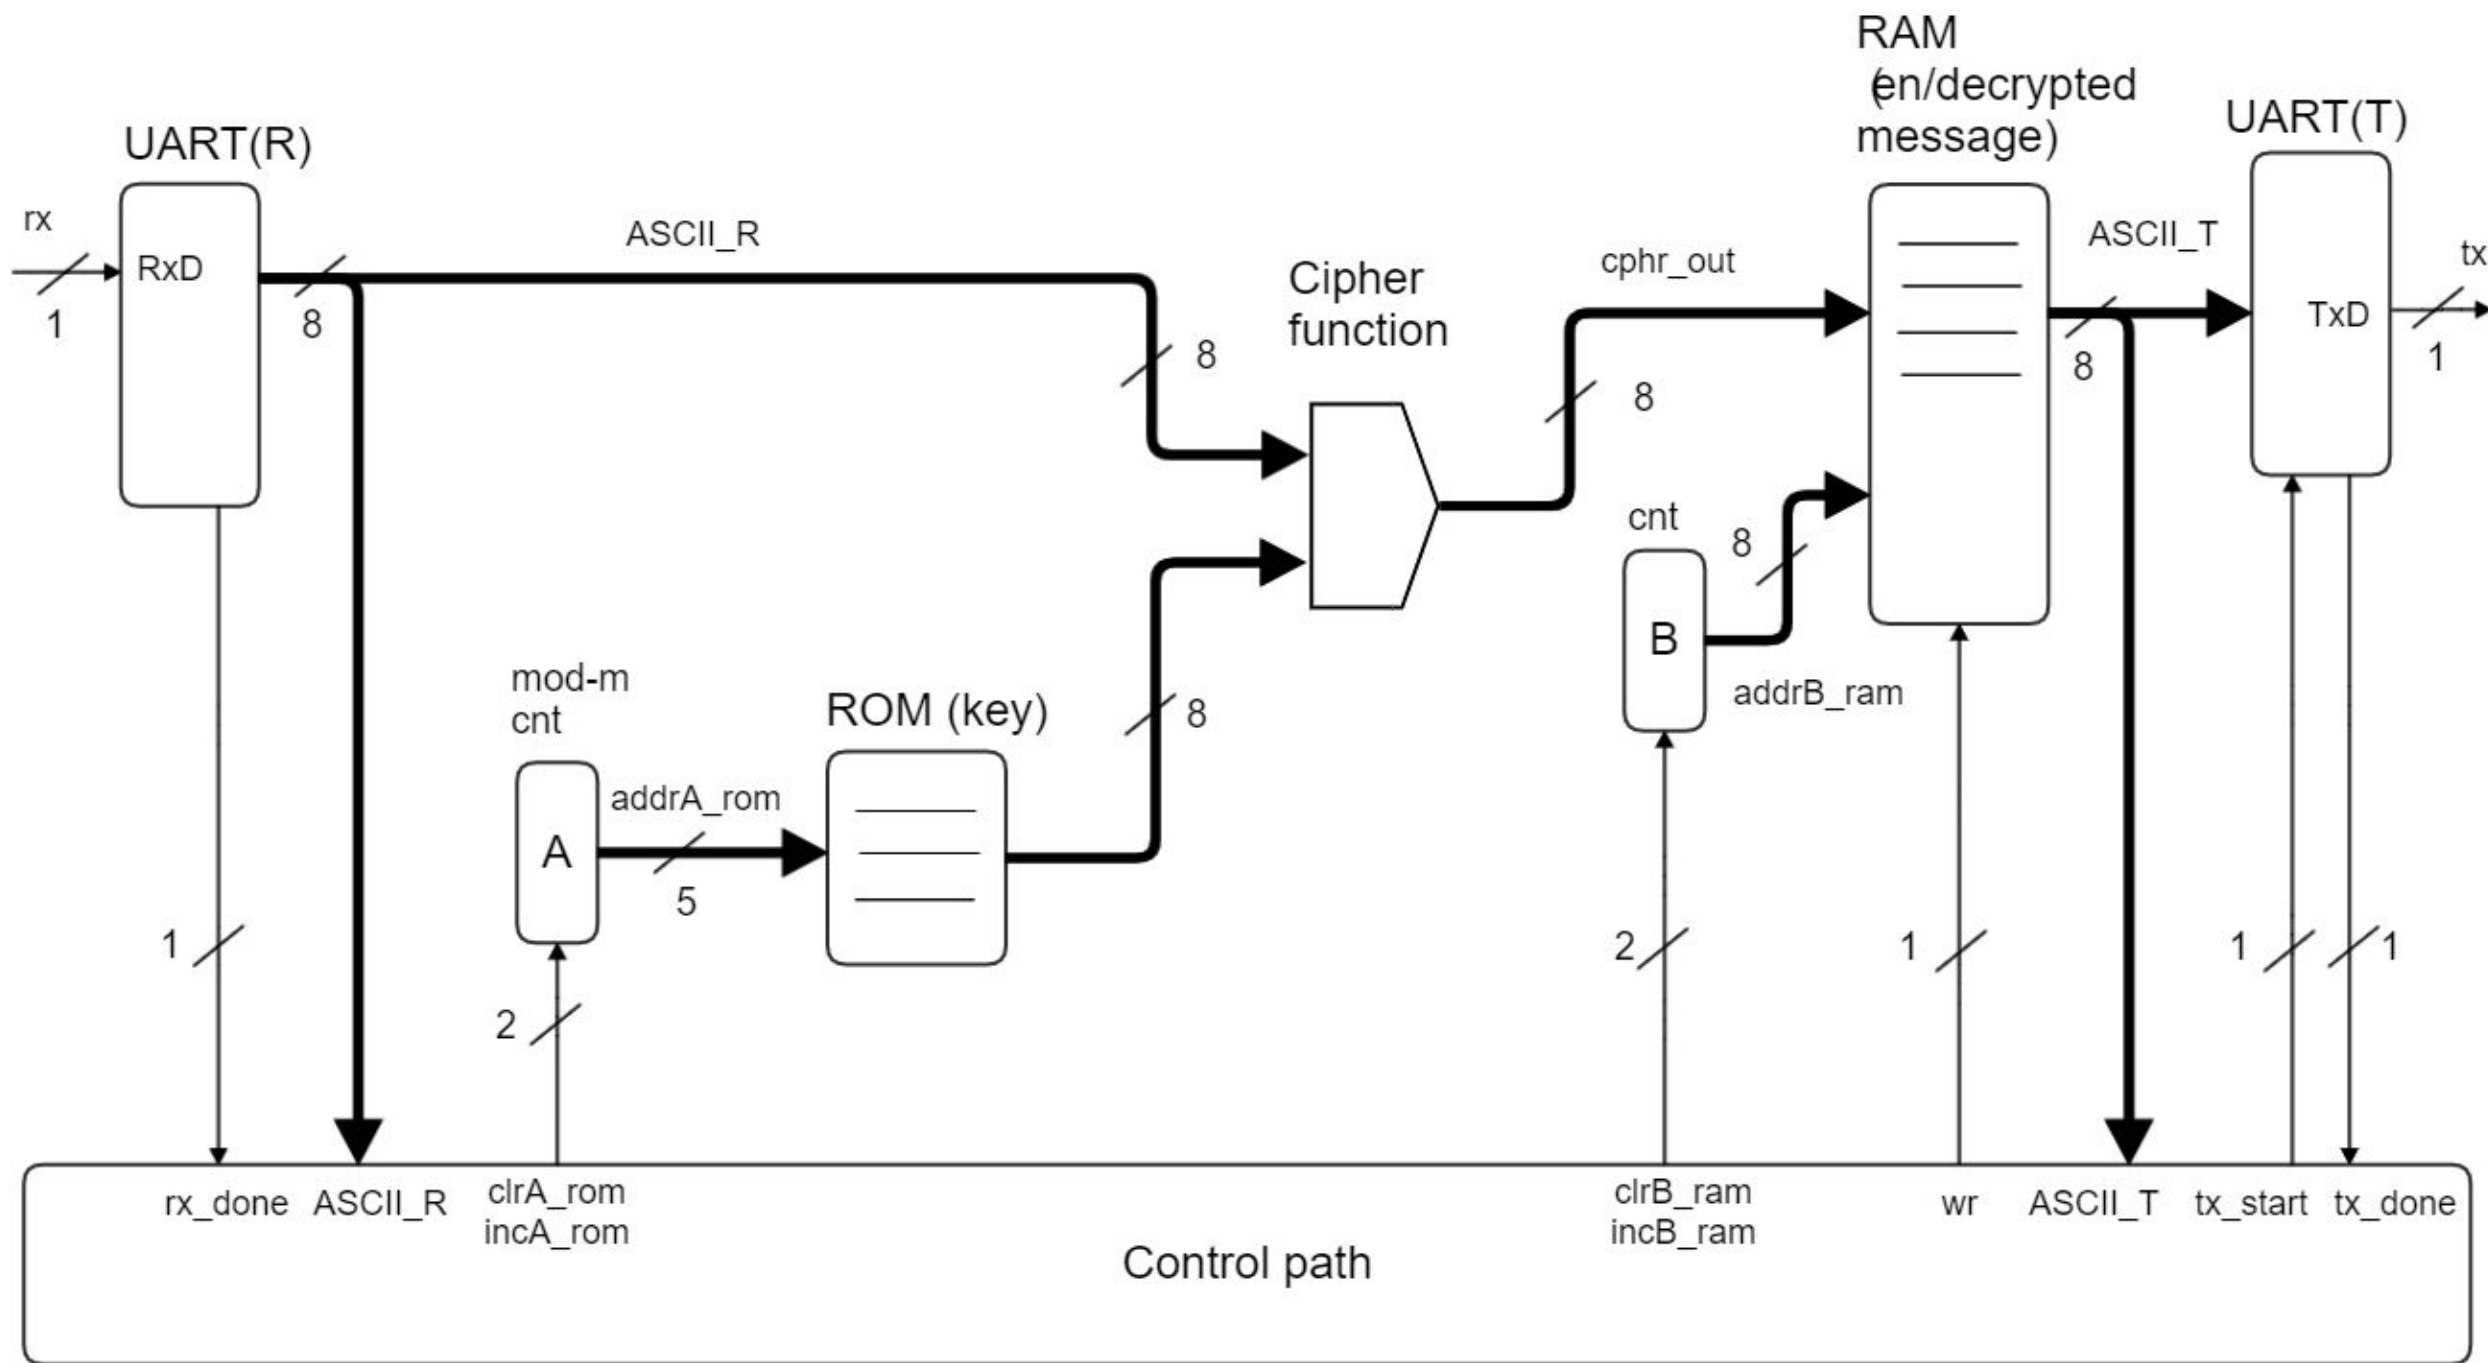 RAM
(en/decrypted
message)
UART(T)
UART(R)
rx
RxD
1
8
ASCII_R
8
Cipher
function
cphr_out
8
ASCII_T
8
TxD
tx
1
cnt
B
8
addrB_ram
mod-m
cnt
A
addrA_rom
5
ROM (key)
8
1
2
2
1
1
1
rx_done
ASCII_R
clrA_rom
incA_rom
clrB_ram
incB_ram
wr
ASCII_T
tx_start
tx_done
Control path